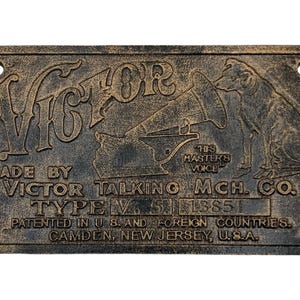 VICTOR
"HIS
MASTER'S
VOICE"
MADE BY
VICTOR TALKING MCH. CO.
TYPE V
PATENTED IN U.S. AND FOREIGN COUNTRIES.
CAMDEN, NEW JERSEY, U.S.A.